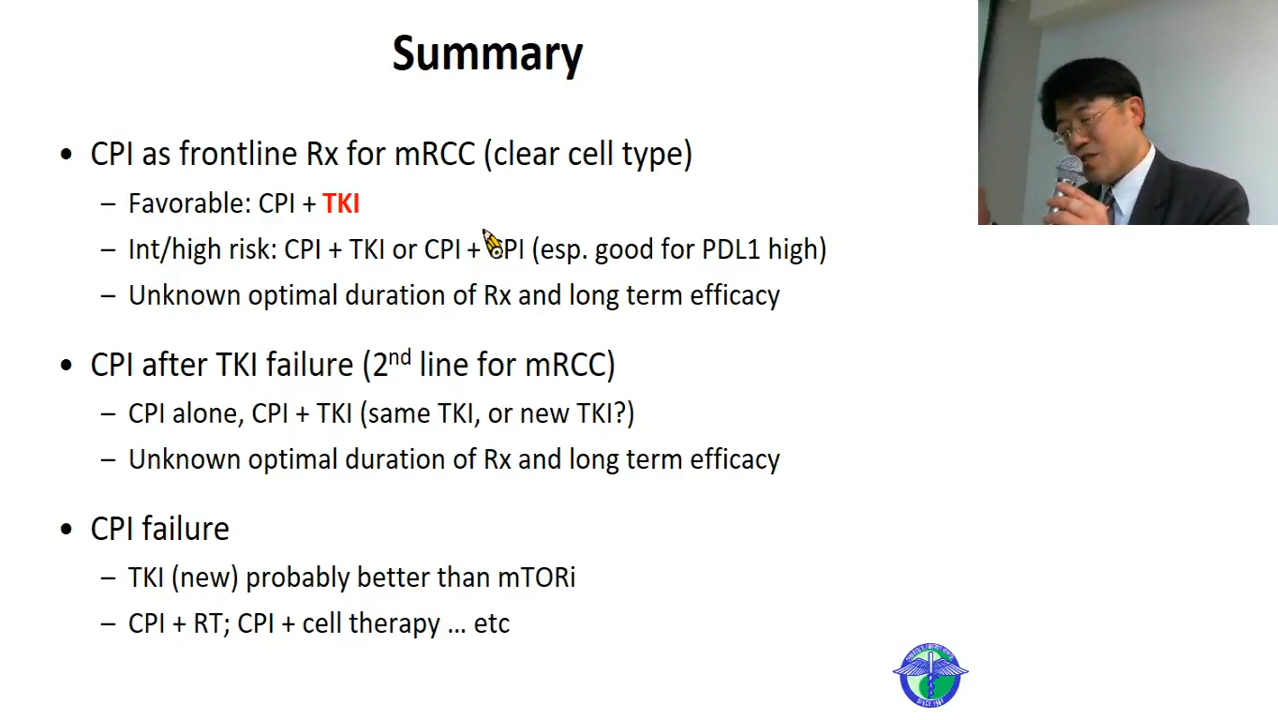 Summary
• CPI as frontline Rx for mRCC (clear cell type)
– Favorable: CPI + TKI
– Int/high risk: CPI + TKI or CPI + CPI (esp. good for PDL1 high)
– Unknown optimal duration of Rx and long term efficacy
• CPI after TKI failure (2nd line for mRCC)
– CPI alone, CPI + TKI (same TKI, or new TKI?)
– Unknown optimal duration of Rx and long term efficacy
• CPI failure
– TKI (new) probably better than mTORi
– CPI + RT; CPI + cell therapy ... etc